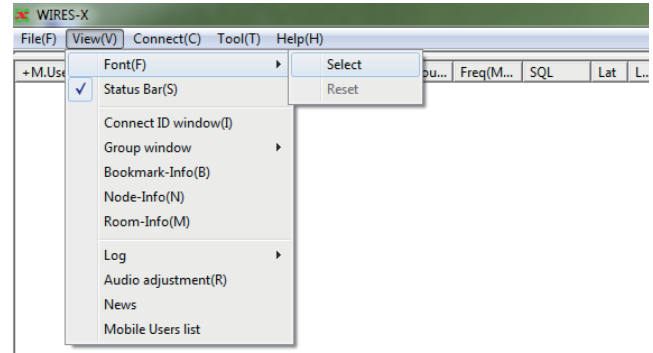 WIRES-X
File(F) View(V) Connect(C) Tool(T) Help(H)
+M.Use
ou... Freq(M... SQL Lat L...
Font(F)
Select
Reset
Status Bar(S)
Connect ID window(I)
Group window
Bookmark-Info(B)
Node-Info(N)
Room-Info(M)
Log
Audio adjustment(R)
News
Mobile Users list